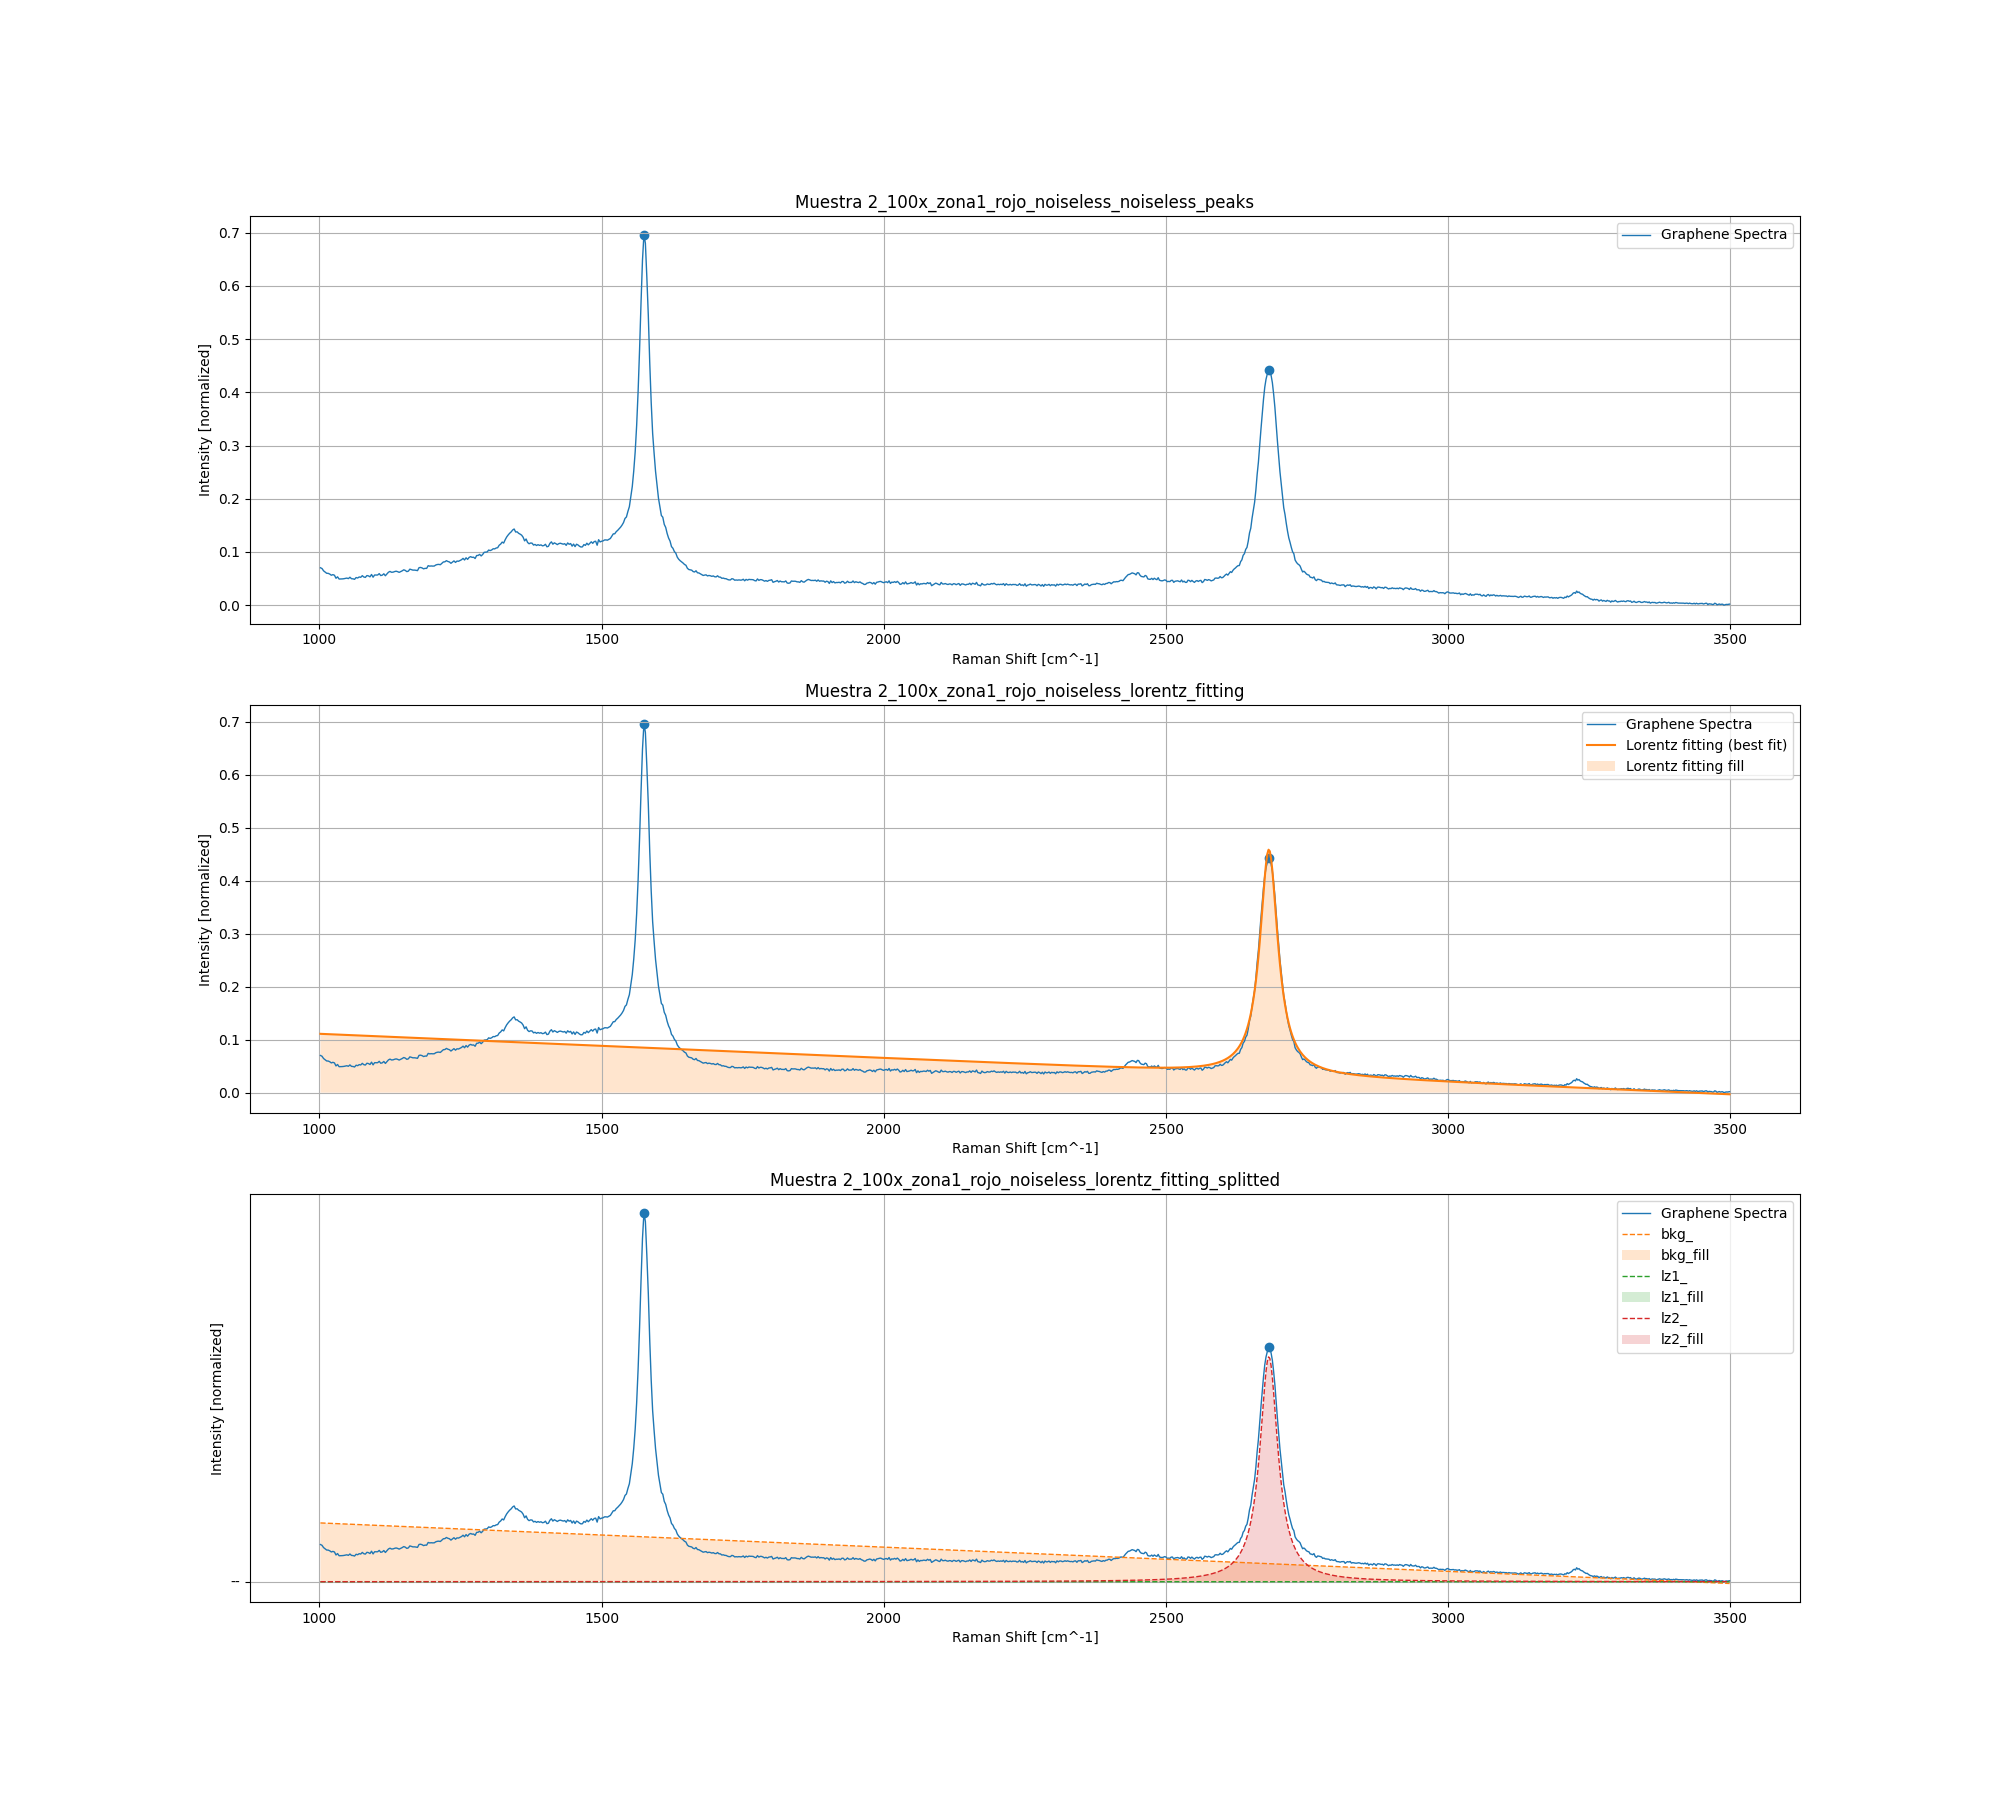 Muestra 2_100x_zona1_rojo_noiseless_noiseless_peaks
Graphene Spectra
0.7
0.6
0.5
0.4
0.3
0.2
0.1
0.0
Intensity [normalized]
1000 1500 2000 2500 3000 3500
Raman Shift [cm^-1]
Muestra 2_100x_zona1_rojo_noiseless_lorentz_fitting
Graphene Spectra
Lorentz fitting (best fit)
Lorentz fitting fill
0.7
0.6
0.5
0.4
0.3
0.2
0.1
0.0
Intensity [normalized]
1000 1500 2000 2500 3000 3500
Raman Shift [cm^-1]
Muestra 2_100x_zona1_rojo_noiseless_lorentz_fitting_splitted
Graphene Spectra
bkg_
bkg_fill
lz1_
lz1_fill
lz2_
lz2_fill
Intensity [normalized]
--
1000 1500 2000 2500 3000 3500
Raman Shift [cm^-1]